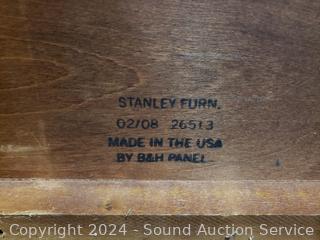 STANLEY FURN.
02/08 26513
MADE IN THE USA
BY B&H PANEL
Copyright 2024 - Sound Auction Service